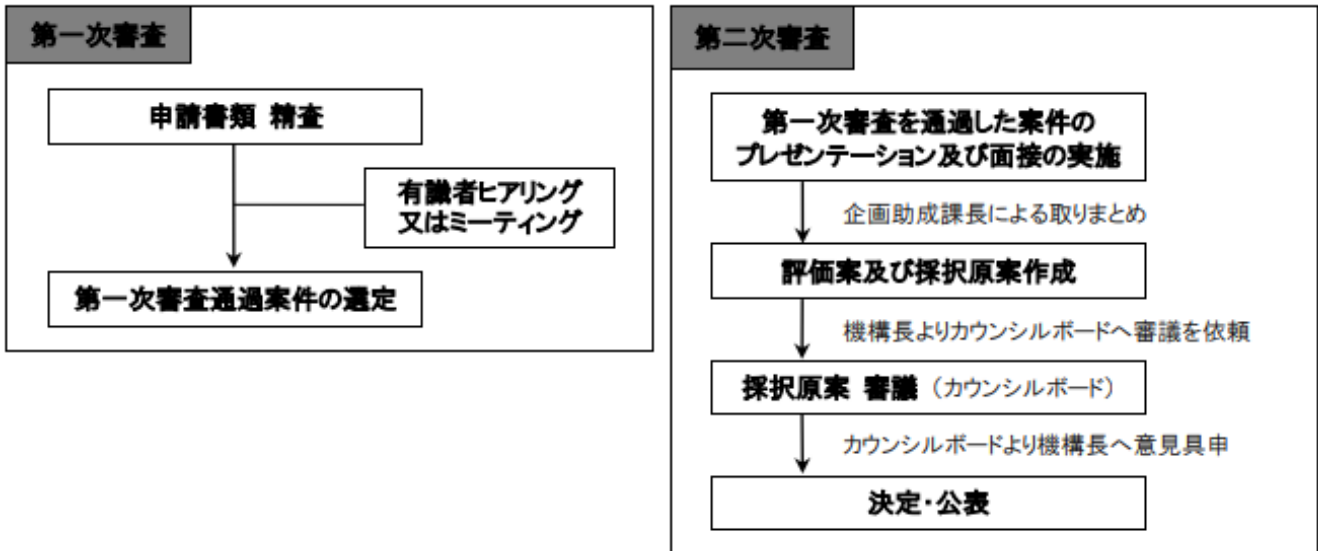 第一次審査
申請書類 精査
有識者ヒアリング
又はミーティング
第一次審査通過案件の選定
第二次審査
第一次審査を通過した案件の
プレゼンテーション及び面接の実施
企画助成課長による取りまとめ
評価案及び採択原案作成
機構長よりカウンシルボードへ審議を依頼
採択原案 審議（カウンシルボード）
カウンシルボードより機構長へ意見具申
決定・公表